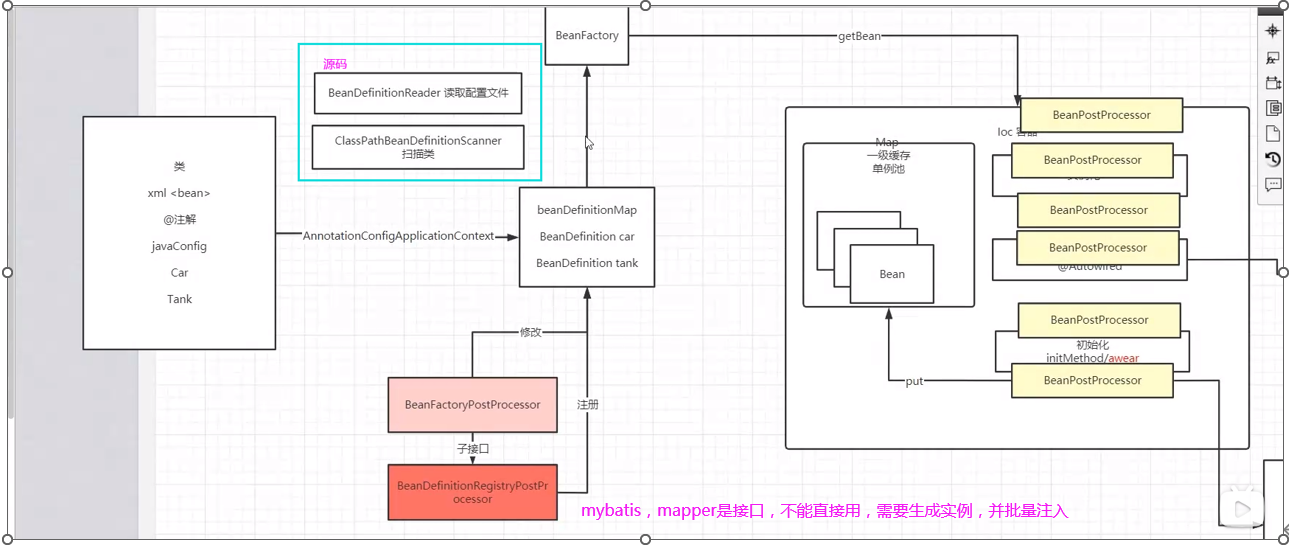 BeanFactory
getBean
源码
BeanDefinitionReader 读取配置文件
ClassPathBeanDefinitionScanner
扫描类
类
xml <bean>
@注解
javaConfig
Car
Tank
AnnotationConfigApplicationContext
beanDefinitionMap
BeanDefinition car
BeanDefinition tank
修改
BeanFactoryPostProcessor
子接口
BeanDefinitionRegistryPostPr
ocessor
注册
BeanPostProcessor
Ioc
Map
一级缓存
单例池
Bean
BeanPostProcessor
BeanPostProcessor
BeanPostProcessor
@Autowired
BeanPostProcessor
初始化
initMethod/awear
BeanPostProcessor
put
mybatis，mapper是接口，不能直接用，需要生成实例，并批量注入